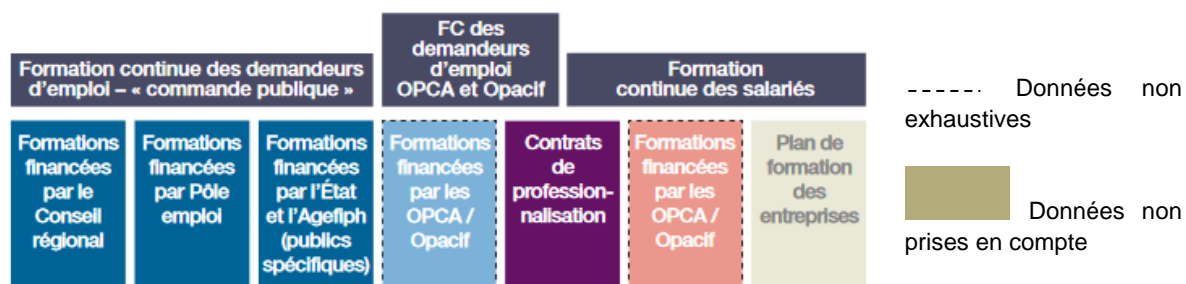 Formation continue des demandeurs
d'emploi – « commande publique »
FC des
demandeurs
d'emploi
OPCA et Opacif
Formation
continue des salariés
Formations
financées
par le
Conseil
régional
Formations
financées
par Pôle
emploi
Formations
financées
par l'État
et l'Agefiph
(publics
spécifiques)
Formations
financées
par les
OPCA /
Opacif
Contrats
de
profession-
nalisation
Formations
financées
par les
OPCA /
Opacif
Plan de
formation
des
entreprises
Données non
exhaustives
Données non
prises en compte